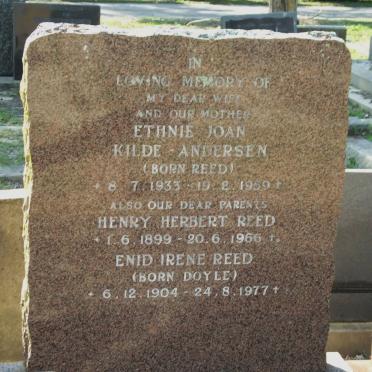 IN
LOVING MEMORY OF
MY DEAR WIFE
AND OUR MOTHER
ETHNIE JOAN
KILDE - ANDERSEN
(BORN REED)
* 8. 7. 1933 - 19. 2. 1959 †
ALSO OUR DEAR PARENTS
HENRY HERBERT REED
* 1. 6. 1899 - 20. 6. 1966 †.
ENID IRENE REED
(BORN DOYLE)
* 6. 12. 1904 - 24. 8. 1977 †